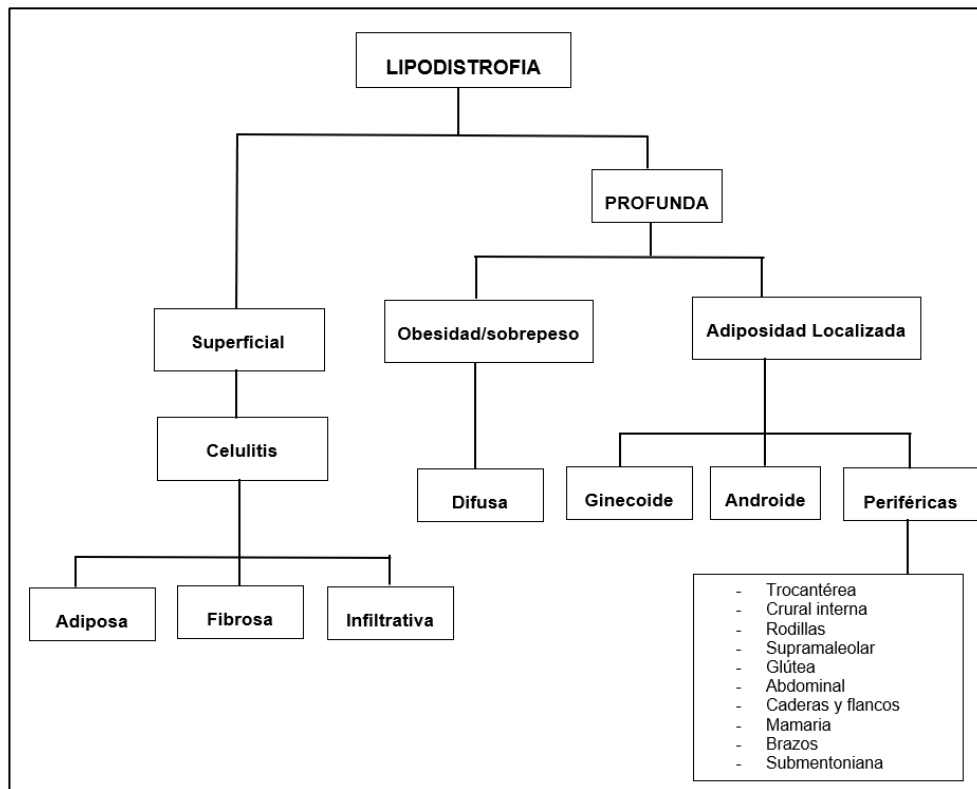 LIPODISTROFIA
PROFUNDA
Superficial
Obesidad/sobrepeso
Adiposidad Localizada
Celulitis
Difusa
Ginecoide
Androide
Periféricas
Adiposa
Fibrosa
Infiltrativa
- Trocantérea
- Crural interna
- Rodillas
- Supramaleolar
- Glútea
- Abdominal
- Caderas y flancos
- Mamaria
- Brazos
- Submentoniana